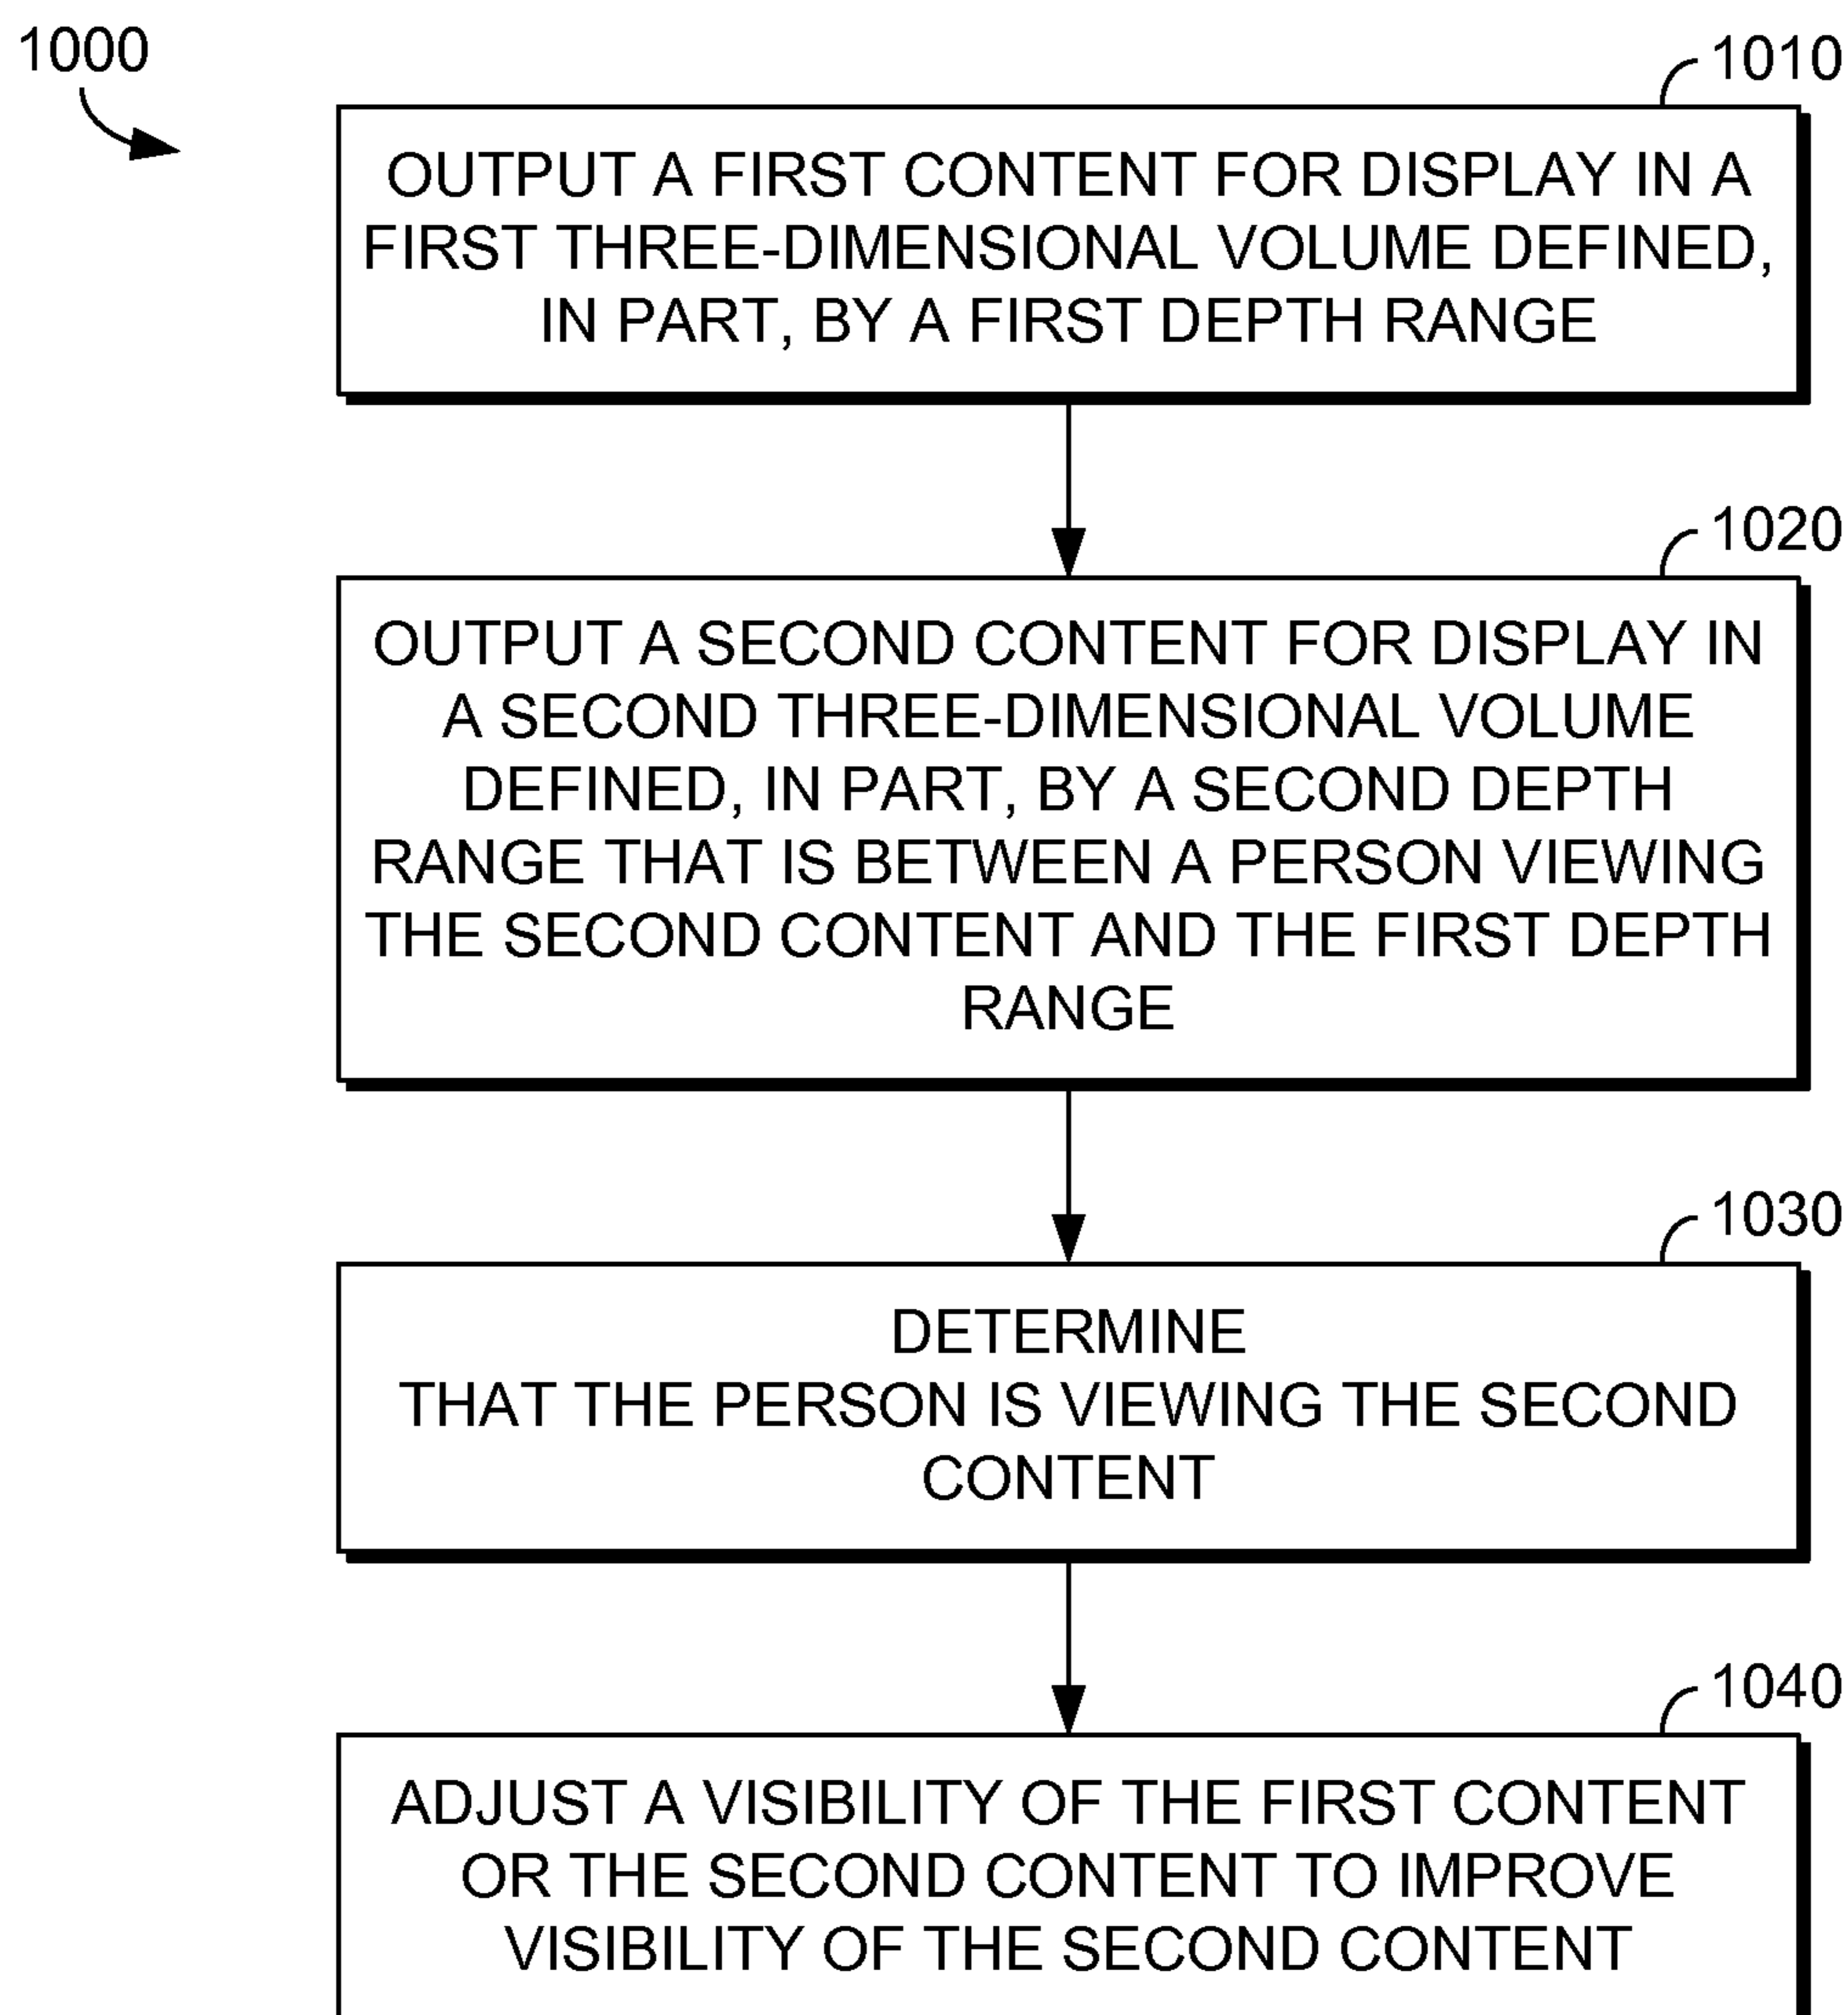 1000
1010
OUTPUT A FIRST CONTENT FOR DISPLAY IN A
FIRST THREE-DIMENSIONAL VOLUME DEFINED,
IN PART, BY A FIRST DEPTH RANGE
1020
OUTPUT A SECOND CONTENT FOR DISPLAY IN
A SECOND THREE-DIMENSIONAL VOLUME
DEFINED, IN PART, BY A SECOND DEPTH
RANGE THAT IS BETWEEN A PERSON VIEWING
THE SECOND CONTENT AND THE FIRST DEPTH
RANGE
1030
DETERMINE
THAT THE PERSON IS VIEWING THE SECOND
CONTENT
1040
ADJUST A VISIBILITY OF THE FIRST CONTENT
OR THE SECOND CONTENT TO IMPROVE
VISIBILITY OF THE SECOND CONTENT